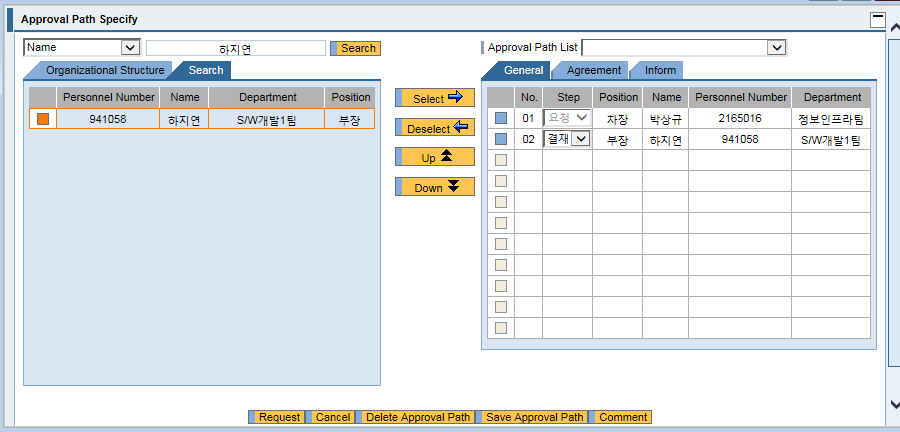 Approval Path Specify
Name 하지연 Search
Approval Path List
Organizational Structure Search
General Agreement Inform
Personnel Number Name Department Position
941058 하지연 S/W개발1팀 부장
Select
Deselect
Up
Down
No. Step Position Name Personnel Number Department
01 요청 차장 박상규 2165016 정보인프라팀
02 결재 부장 하지연 941058 S/W개발1팀
Request Cancel Delete Approval Path Save Approval Path Comment